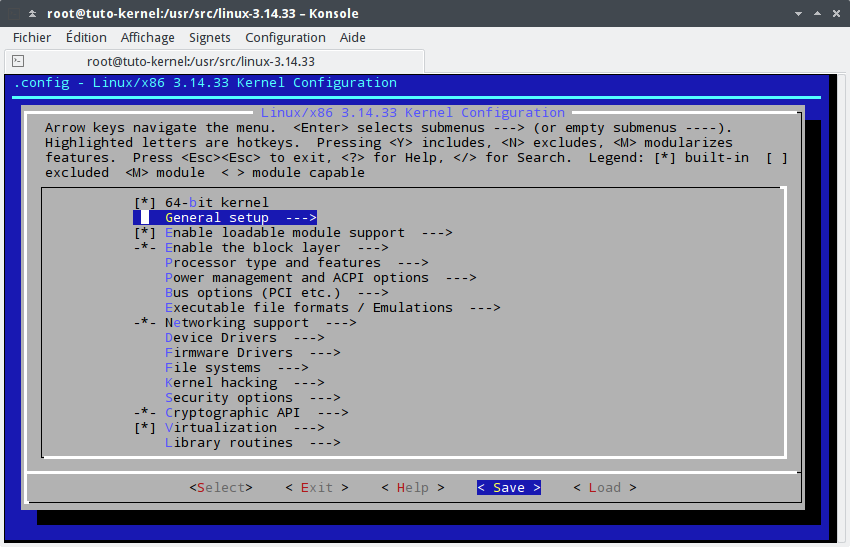 root@tuto-kernel:/usr/src/linux-3.14.33 – Konsole
Fichier Édition Affichage Signets Configuration Aide
root@tuto-kernel:/usr/src/linux-3.14.33
.config - Linux/x86 3.14.33 Kernel Configuration
Linux/x86 3.14.33 Kernel Configuration
Arrow keys navigate the menu.  <Enter> selects submenus ---> (or empty submenus ----).
Highlighted letters are hotkeys.  Pressing <Y> includes, <N> excludes, <M> modularizes
features.  Press <Esc><Esc> to exit, <?> for Help, </> for Search.  Legend: [*] built-in  [ ]
excluded  <M> module  < > module capable
[*] 64-bit kernel
General setup  --->
[*] Enable loadable module support  --->
-*- Enable the block layer  --->
Processor type and features  --->
Power management and ACPI options  --->
Bus options (PCI etc.)  --->
Executable file formats / Emulations  --->
-*- Networking support  --->
Device Drivers  --->
Firmware Drivers  --->
File systems  --->
Kernel hacking  --->
Security options  --->
-*- Cryptographic API  --->
[*] Virtualization  --->
Library routines  --->
<Select>    < Exit >    < Help >    < Save >    < Load >